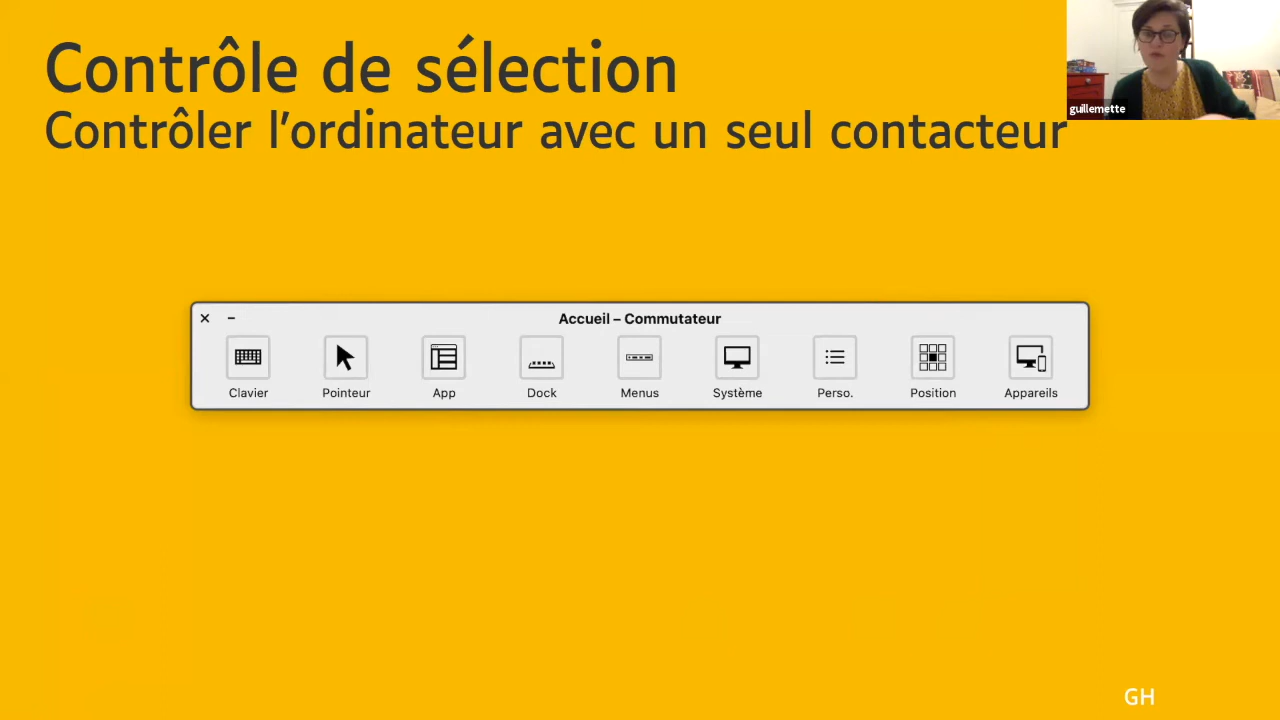 Contrôle de sélection
Contrôler l’ordinateur avec un seul contacteur
guillemette
Accueil – Commutateur
Clavier Pointeur App Dock Menus Système Perso. Position Appareils
GH